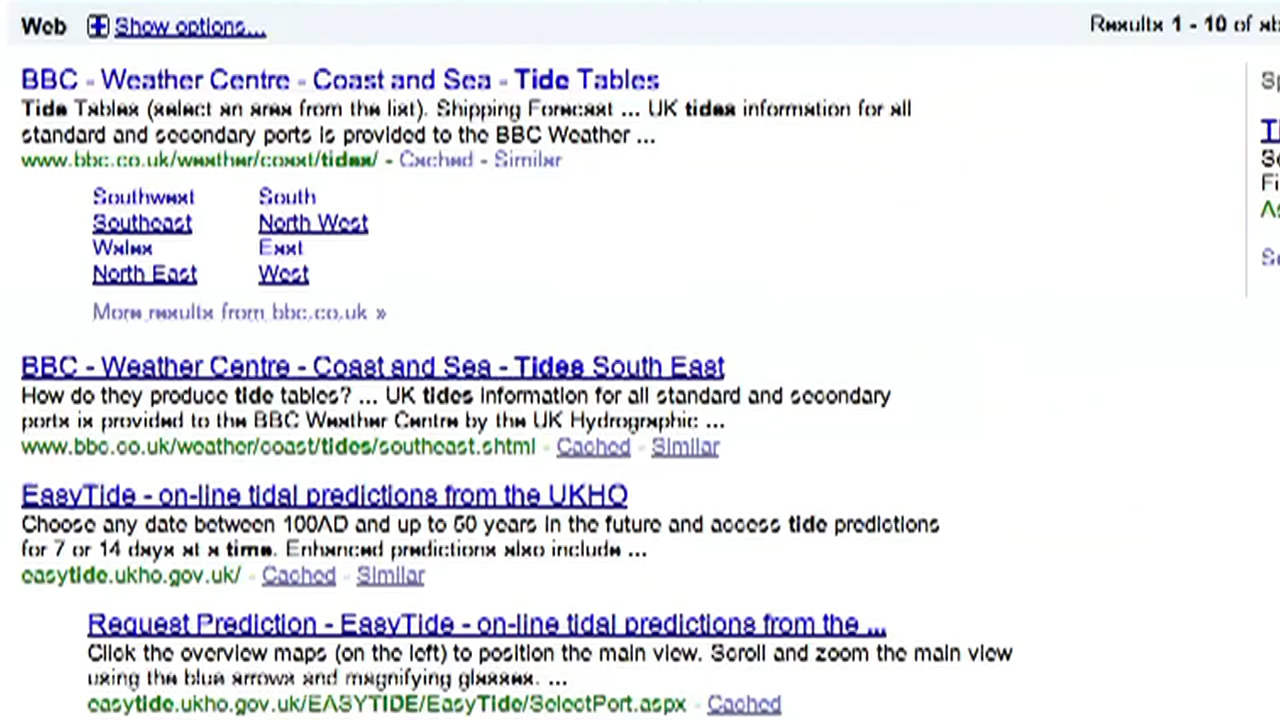 Web Show options...
Results 1 - 10 of
BBC - Weather Centre - Coast and Sea - Tide Tables
Tide Tables (select an area from the list). Shipping Forecast ... UK tides information for all
standard and secondary ports is provided to the BBC Weather ...
www.bbc.co.uk/weather/coast/tides/ - Cached - Similar
Southwest South
Southeast North West
Wales East
North East West
More results from bbc.co.uk »
BBC - Weather Centre - Coast and Sea - Tides South East
How do they produce tide tables? ... UK tides information for all standard and secondary
ports is provided to the BBC Weather Centre by the UK Hydrographic ...
www.bbc.co.uk/weather/coast/tides/southeast.shtml - Cached - Similar
EasyTide - on-line tidal predictions from the UKHO
Choose any date between 100AD and up to 50 years in the future and access tide predictions
for 7 or 14 days at a time. Enhanced predictions also include ...
easytide.ukho.gov.uk/ - Cached - Similar
Request Prediction - EasyTide - on-line tidal predictions from the ...
Click the overview maps (on the left) to position the main view. Scroll and zoom the main view
using the blue arrows and magnifying glasses. ...
easytide.ukho.gov.uk/EASYTIDE/EasyTide/SelectPort.aspx - Cached